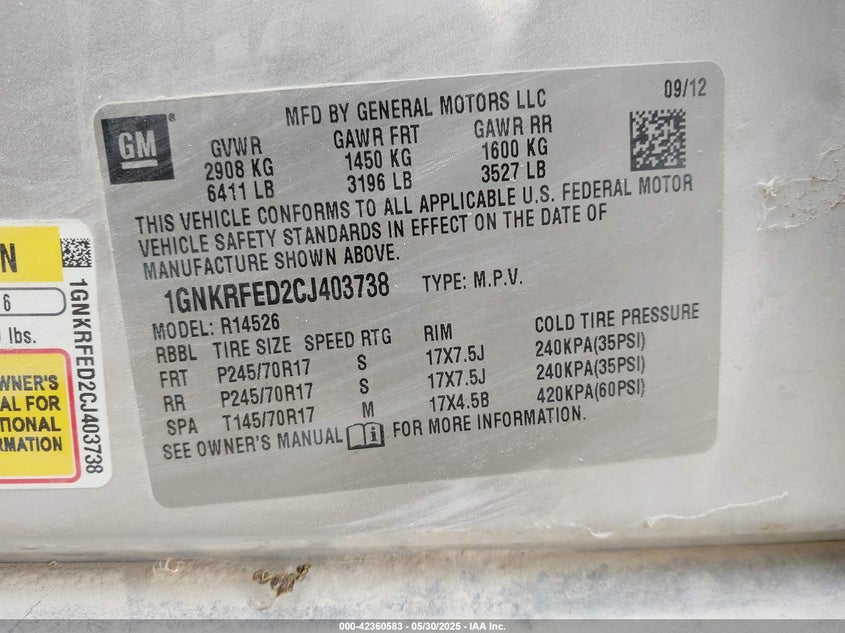 MFD BY GENERAL MOTORS LLC
09/12
GM
GVWR GAWR FRT GAWR RR
2908 KG 1450 KG 1600 KG
6411 LB 3196 LB 3527 LB
THIS VEHICLE CONFORMS TO ALL APPLICABLE U.S. FEDERAL MOTOR
VEHICLE SAFETY STANDARDS IN EFFECT ON THE DATE OF
MANUFACTURE SHOWN ABOVE.
1GNKRFED2CJ403738 TYPE: M.P.V.
MODEL: R14526
RBBL TIRE SIZE SPEED RTG RIM COLD TIRE PRESSURE
FRT P245/70R17 S 17X7.5J 240KPA(35PSI)
RR P245/70R17 S 17X7.5J 240KPA(35PSI)
SPA T145/70R17 M 17X4.5B 420KPA(60PSI)
SEE OWNER'S MANUAL FOR MORE INFORMATION.
N
6
lbs.
WNER'S
AL FOR
TIONAL
RMATION
1GNKRFED2CJ403738
000-42360583 - 05/30/2025 - IAA Inc.